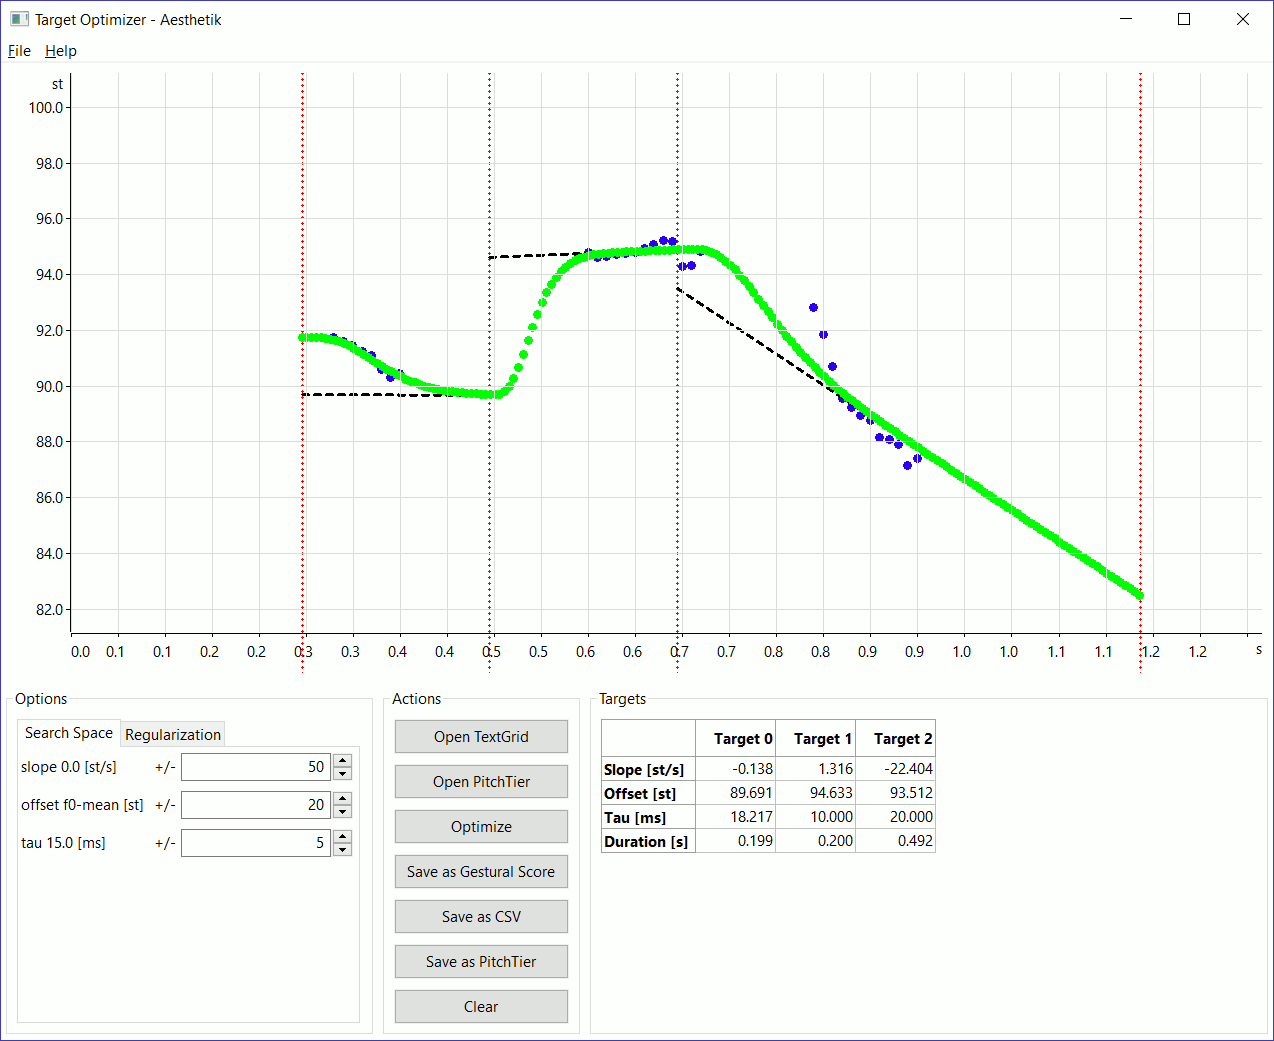 Target Optimizer - Aesthetik
File Help
st
100.0
98.0
96.0
94.0
92.0
90.0
88.0
86.0
84.0
82.0
0.0 0.1 0.1 0.2 0.2 0.3 0.3 0.4 0.4 0.5 0.5 0.6 0.6 0.7 0.7 0.8 0.8 0.9 0.9 1.0 1.0 1.1 1.1 1.2 1.2 s
Options
Search Space Regularization
slope 0.0 [st/s] +/- 50
offset f0-mean [st] +/- 20
tau 15.0 [ms] +/- 5
Actions
Open TextGrid
Open PitchTier
Optimize
Save as Gestural Score
Save as CSV
Save as PitchTier
Clear
Targets
Target 0 Target 1 Target 2
Slope [st/s] -0.138 1.316 -22.404
Offset [st] 89.691 94.633 93.512
Tau [ms] 18.217 10.000 20.000
Duration [s] 0.199 0.200 0.492